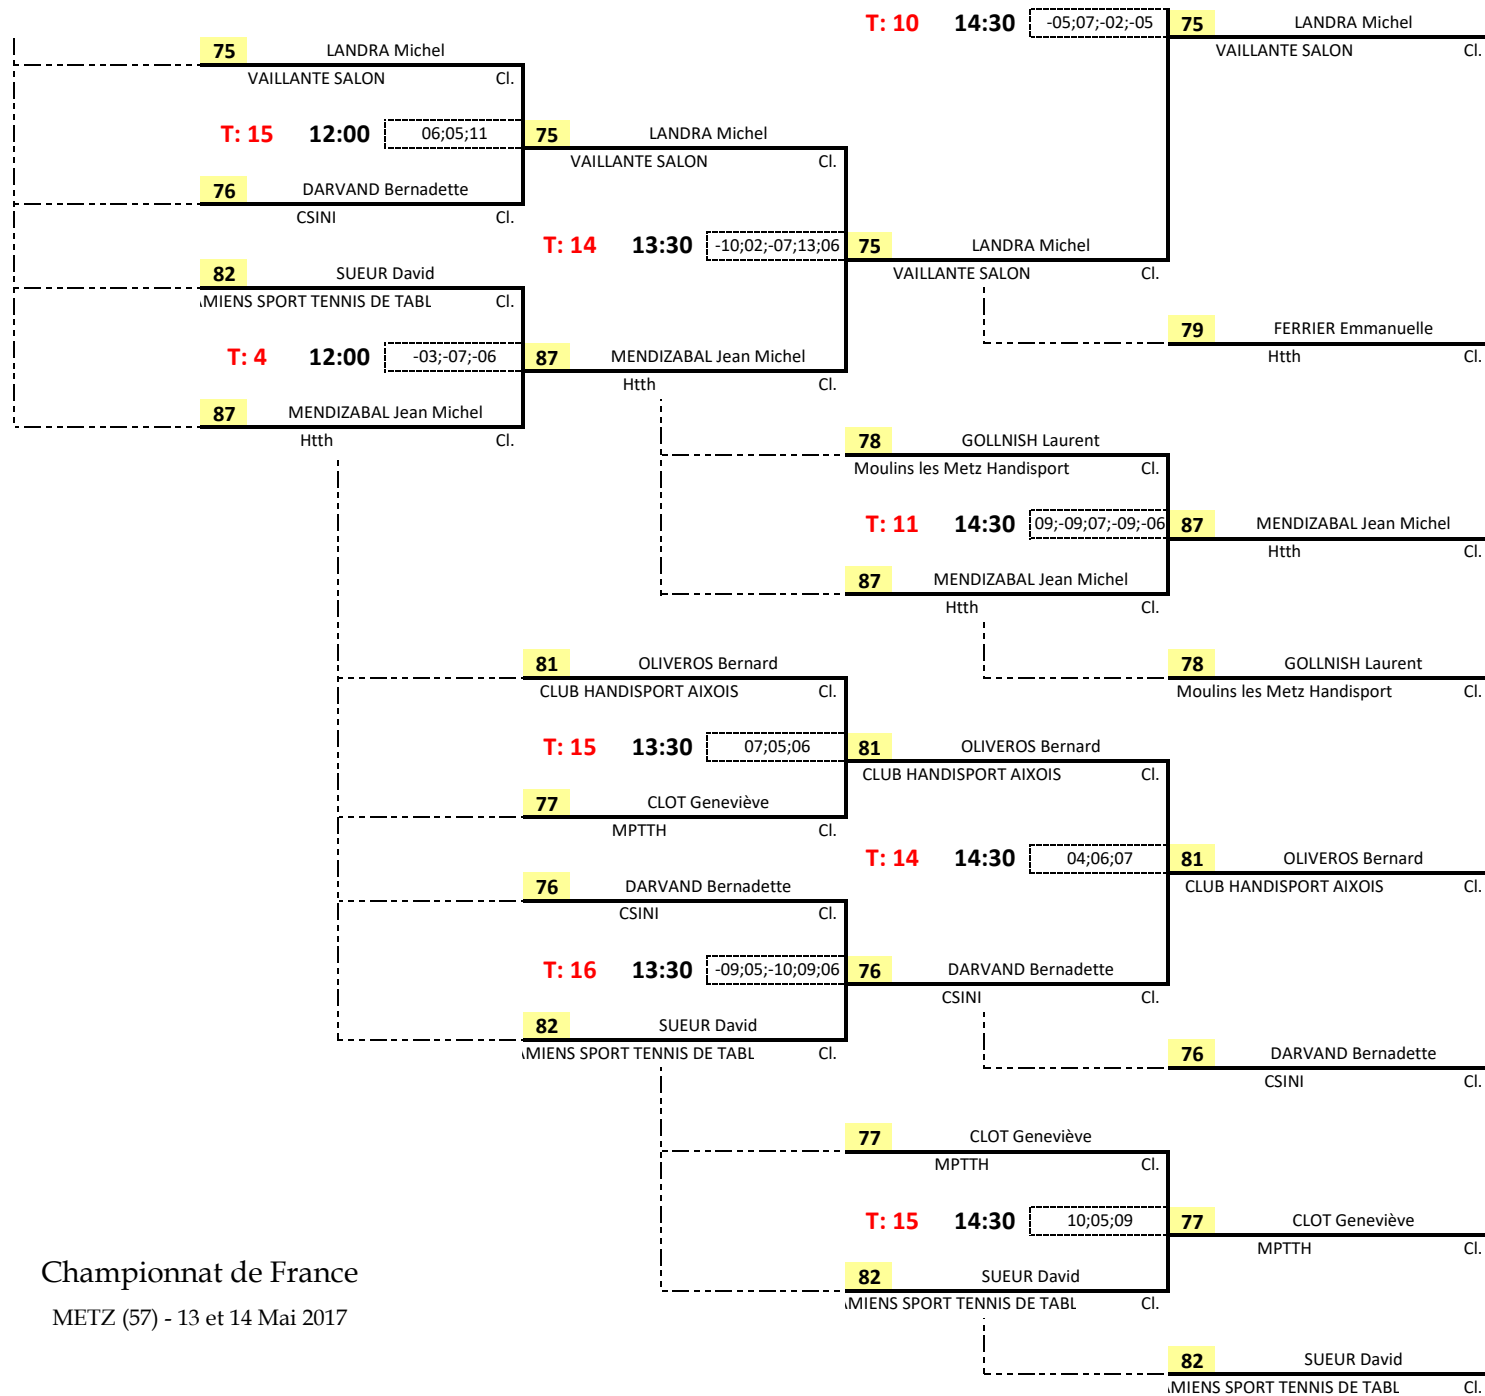 T: 10 14:30 -05;07;-02;-05 75 LANDRA Michel
75 LANDRA Michel VAILLANTE SALON Cl.
VAILLANTE SALON Cl.
T: 15 12:00 06;05;11 75 LANDRA Michel
VAILLANTE SALON Cl.
76 DARVAND Bernadette
CSINI Cl.
T: 14 13:30 -10;02;-07;13;06 75 LANDRA Michel
82 SUEUR David VAILLANTE SALON Cl.
AMIENS SPORT TENNIS DE TABL Cl.
79 FERRIER Emmanuelle
T: 4 12:00 -03;-07;-06 87 MENDIZABAL Jean Michel Htth Cl.
Htth Cl.
87 MENDIZABAL Jean Michel
Htth Cl. 78 GOLLNISH Laurent
Moulins les Metz Handisport Cl.
T: 11 14:30 09;-09;07;-09;-06 87 MENDIZABAL Jean Michel
Htth Cl.
87 MENDIZABAL Jean Michel
Htth Cl.
81 OLIVEROS Bernard 78 GOLLNISH Laurent
CLUB HANDISPORT AIXOIS Cl. Moulins les Metz Handisport Cl.
T: 15 13:30 07;05;06 81 OLIVEROS Bernard
CLUB HANDISPORT AIXOIS Cl.
77 CLOT Geneviève
MPTTH Cl.
T: 14 14:30 04;06;07 81 OLIVEROS Bernard
76 DARVAND Bernadette CLUB HANDISPORT AIXOIS Cl.
CSINI Cl.
T: 16 13:30 -09;05;-10;09;06 76 DARVAND Bernadette
CSINI Cl.
82 SUEUR David
AMIENS SPORT TENNIS DE TABL Cl. 76 DARVAND Bernadette
CSINI Cl.
77 CLOT Geneviève
MPTTH Cl.
T: 15 14:30 10;05;09 77 CLOT Geneviève
MPTTH Cl.
82 SUEUR David
AMIENS SPORT TENNIS DE TABL Cl.
82 SUEUR David
AMIENS SPORT TENNIS DE TABL Cl.
Championnat de France
METZ (57) - 13 et 14 Mai 2017